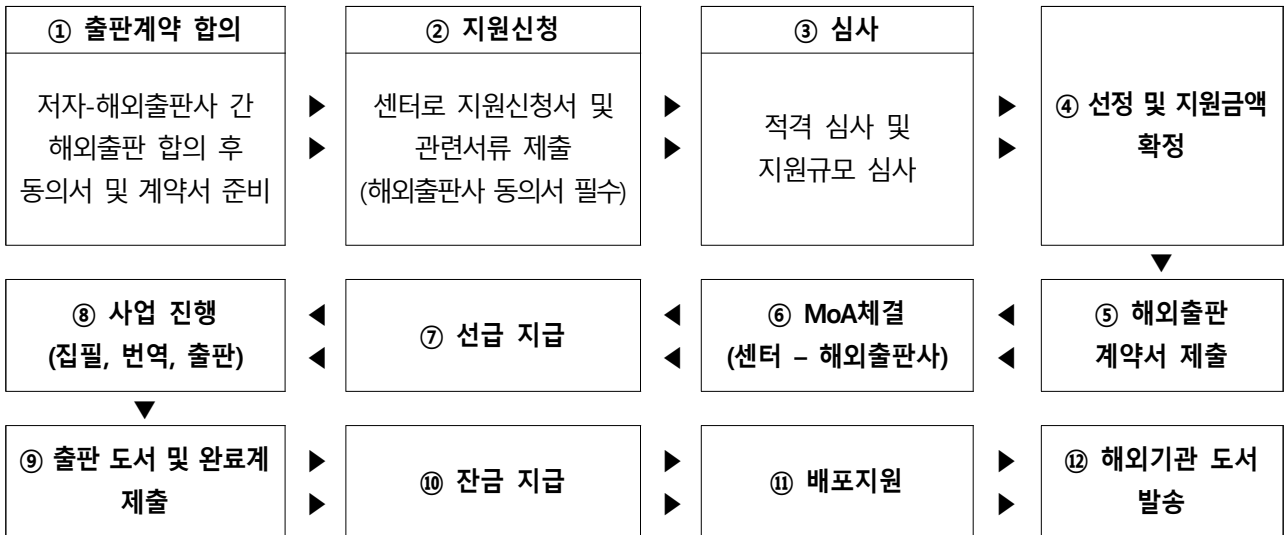 ① 출판계약 합의
저자-해외출판사 간
해외출판 합의 후
동의서 및 계약서 준비
▶
▶
② 지원신청
센터로 지원신청서 및
관련서류 제출
(해외출판사 동의서 필수)
▶
▶
③ 심사
적격 심사 및
지원규모 심사
▶
▶
④ 선정 및 지원금액
확정
▼
⑤ 해외출판
계약서 제출
◀
◀
⑥ MoA체결
(센터 – 해외출판사)
◀
◀
⑦ 선급 지급
◀
◀
⑧ 사업 진행
(집필, 번역, 출판)
▼
⑨ 출판 도서 및 완료계
제출
▶
▶
⑩ 잔금 지급
▶
▶
⑪ 배포지원
▶
▶
⑫ 해외기관 도서
발송